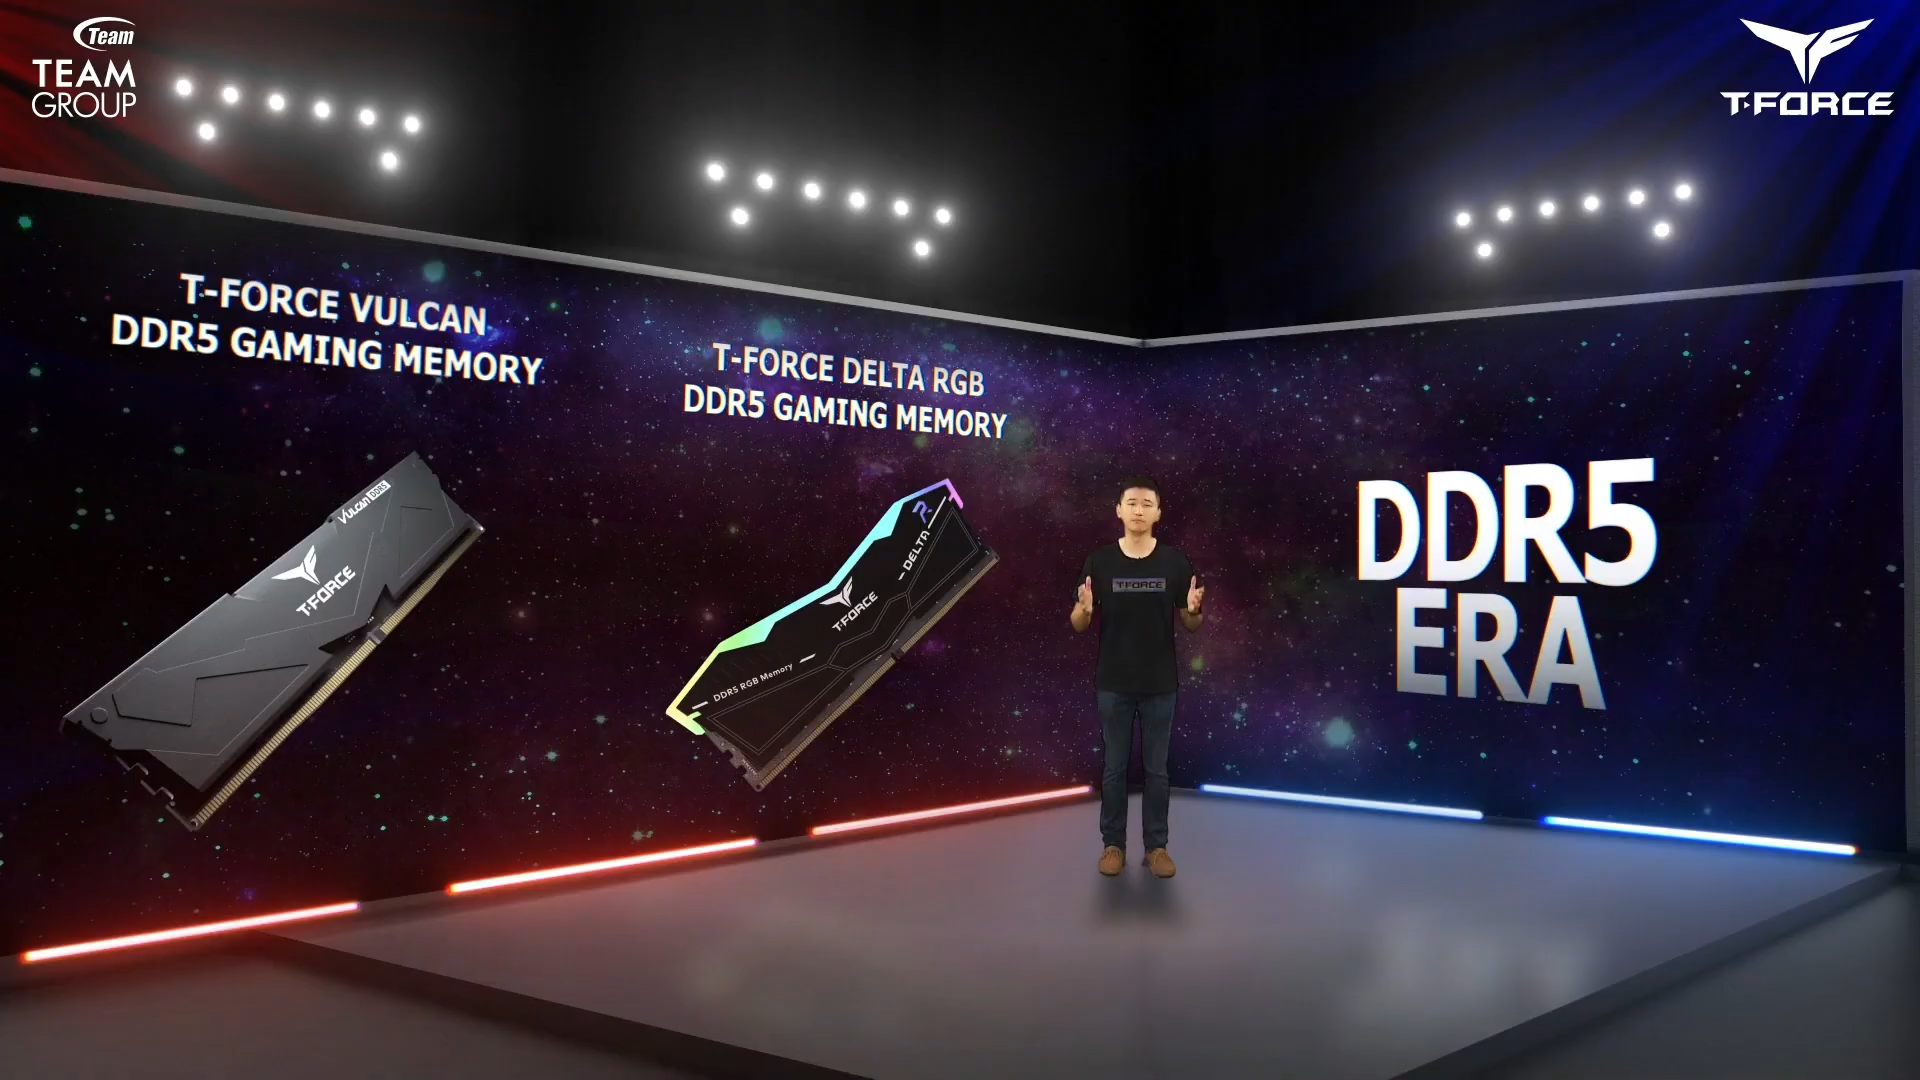 Team
TEAM
GROUP
T-FORCE
T-FORCE VULCAN
DDR5 GAMING MEMORY
T-FORCE DELTA RGB
DDR5 GAMING MEMORY
VULCAN DDR5
T-FORCE
DELTA
T-FORCE
DDR5 RGB Memory
T-FORCE
DDR5
ERA